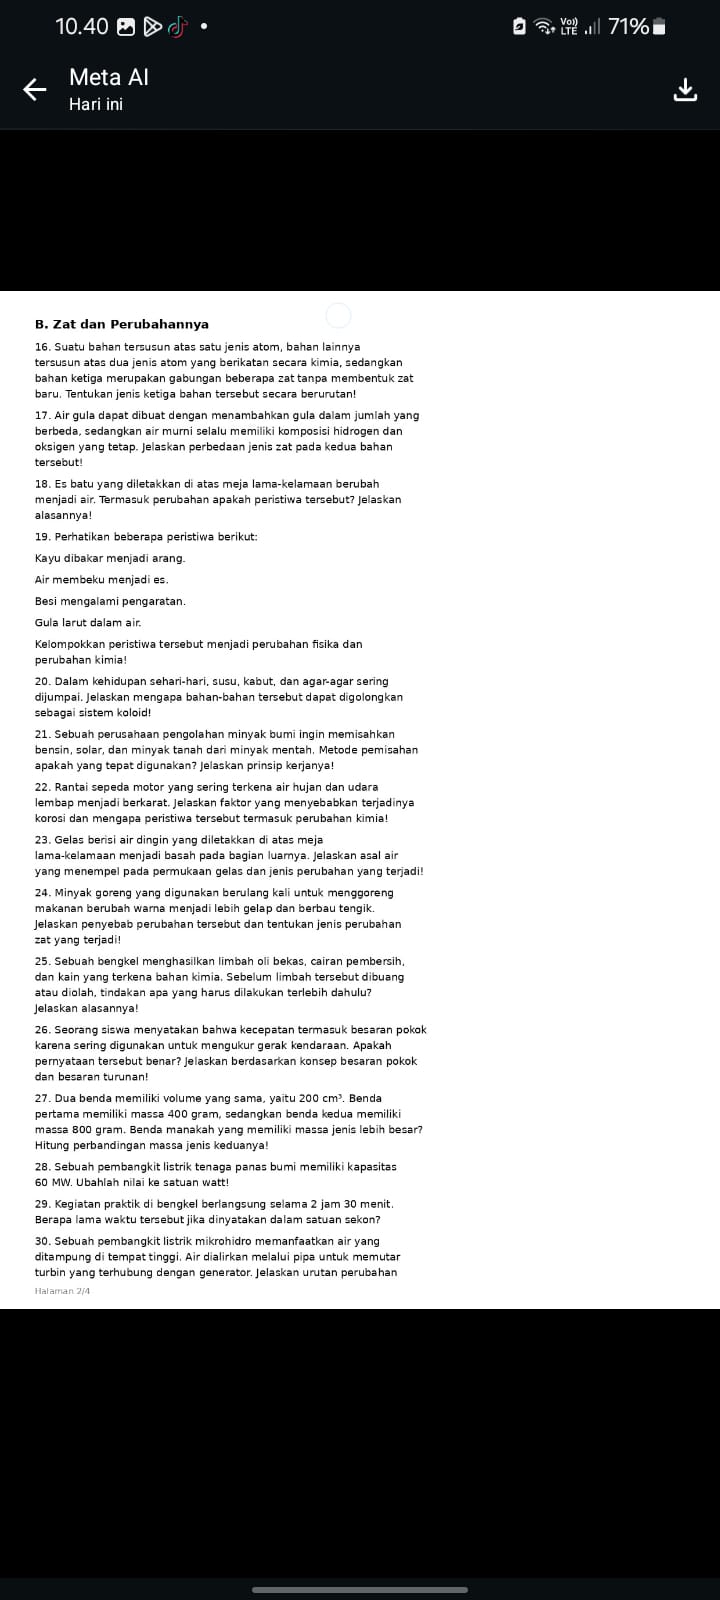 10.40
Vo))
LTE
71%
Meta AI
Hari ini
B. Zat dan Perubahannya
16. Suatu bahan tersusun atas satu jenis atom, bahan lainnya
tersusun atas dua jenis atom yang berikatan secara kimia, sedangkan
bahan ketiga merupakan gabungan beberapa zat tanpa membentuk zat
baru. Tentukan jenis ketiga bahan tersebut secara berurutan!
17. Air gula dapat dibuat dengan menambahkan gula dalam jumlah yang
berbeda, sedangkan air murni selalu memiliki komposisi hidrogen dan
oksigen yang tetap. Jelaskan perbedaan jenis zat pada kedua bahan
tersebut!
18. Es batu yang diletakkan di atas meja lama-kelamaan berubah
menjadi air. Termasuk perubahan apakah peristiwa tersebut? Jelaskan
alasannya!
19. Perhatikan beberapa peristiwa berikut:
Kayu dibakar menjadi arang.
Air membeku menjadi es.
Besi mengalami pengaratan.
Gula larut dalam air.
Kelompokkan peristiwa tersebut menjadi perubahan fisika dan
perubahan kimia!
20. Dalam kehidupan sehari-hari, susu, kabut, dan agar-agar sering
dijumpai. Jelaskan mengapa bahan-bahan tersebut dapat digolongkan
sebagai sistem koloid!
21. Sebuah perusahaan pengolahan minyak bumi ingin memisahkan
bensin, solar, dan minyak tanah dari minyak mentah. Metode pemisahan
apakah yang tepat digunakan? Jelaskan prinsip kerjanya!
22. Rantai sepeda motor yang sering terkena air hujan dan udara
lembap menjadi berkarat. Jelaskan faktor yang menyebabkan terjadinya
korosi dan mengapa peristiwa tersebut termasuk perubahan kimia!
23. Gelas berisi air dingin yang diletakkan di atas meja
lama-kelamaan menjadi basah pada bagian luarnya. Jelaskan asal air
yang menempel pada permukaan gelas dan jenis perubahan yang terjadi!
24. Minyak goreng yang digunakan berulang kali untuk menggoreng
makanan berubah warna menjadi lebih gelap dan berbau tengik.
Jelaskan penyebab perubahan tersebut dan tentukan jenis perubahan
zat yang terjadi!
25. Sebuah bengkel menghasilkan limbah oli bekas, cairan pembersih,
dan kain yang terkena bahan kimia. Sebelum limbah tersebut dibuang
atau diolah, tindakan apa yang harus dilakukan terlebih dahulu?
Jelaskan alasannya!
26. Seorang siswa menyatakan bahwa kecepatan termasuk besaran pokok
karena sering digunakan untuk mengukur gerak kendaraan. Apakah
pernyataan tersebut benar? Jelaskan berdasarkan konsep besaran pokok
dan besaran turunan!
27. Dua benda memiliki volume yang sama, yaitu 200 cm³. Benda
pertama memiliki massa 400 gram, sedangkan benda kedua memiliki
massa 800 gram. Benda manakah yang memiliki massa jenis lebih besar?
Hitung perbandingan massa jenis keduanya!
28. Sebuah pembangkit listrik tenaga panas bumi memiliki kapasitas
60 MW. Ubahlah nilai ke satuan watt!
29. Kegiatan praktik di bengkel berlangsung selama 2 jam 30 menit.
Berapa lama waktu tersebut jika dinyatakan dalam satuan sekon?
30. Sebuah pembangkit listrik mikrohidro memanfaatkan air yang
ditampung di tempat tinggi. Air dialirkan melalui pipa untuk memutar
turbin yang terhubung dengan generator. Jelaskan urutan perubahan
Halaman 2/4